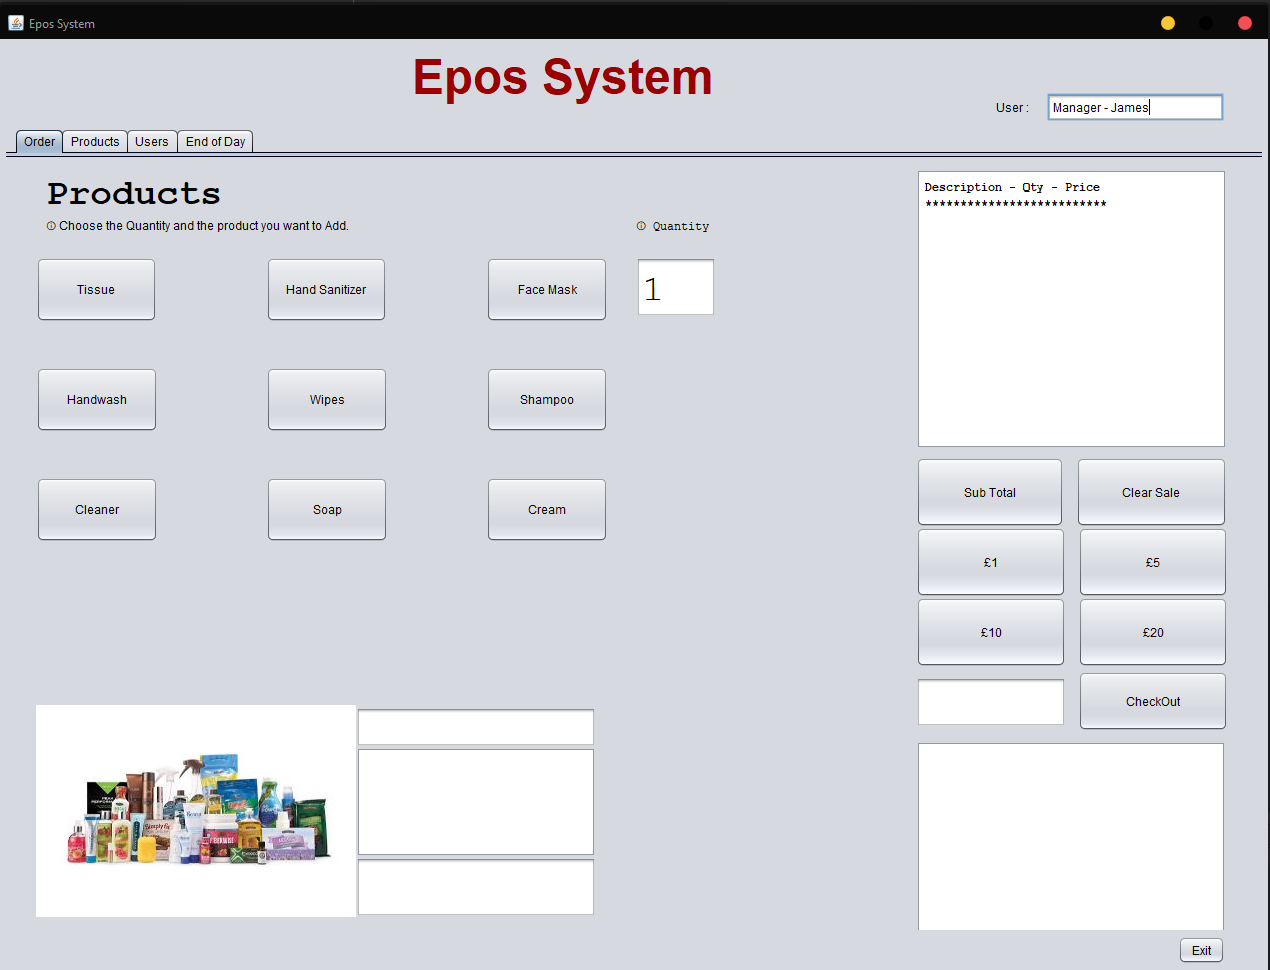 Epos System
Epos System
User :
Manager - James
Order
Products
Users
End of Day
Products
Choose the Quantity and the product you want to Add.
Quantity
Description - Qty - Price
**************************
Tissue
Hand Sanitizer
Face Mask
1
Handwash
Wipes
Shampoo
Cleaner
Soap
Cream
Sub Total
Clear Sale
£1
£5
£10
£20
CheckOut
Exit